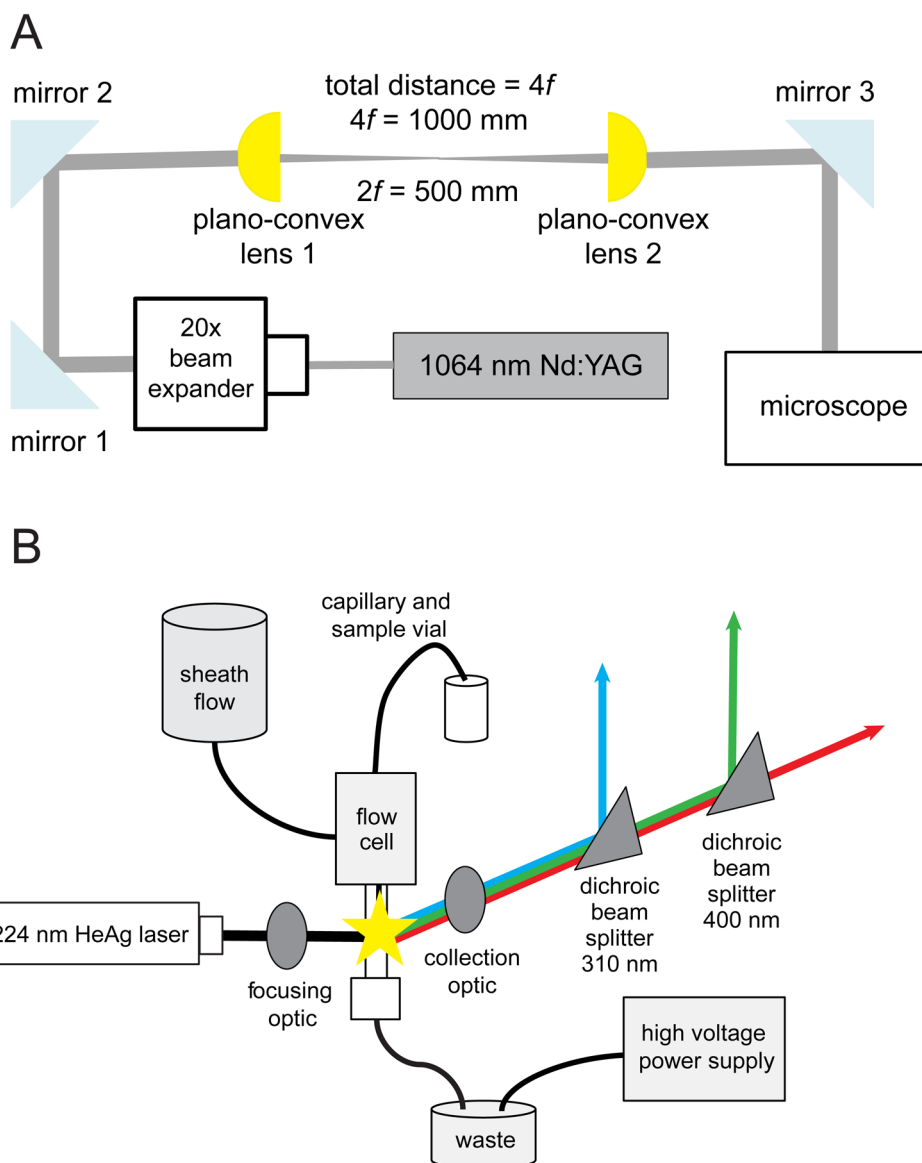 A
mirror 2
total distance = 4f
4f = 1000 mm
mirror 3
2f = 500 mm
plano-convex
lens 1
plano-convex
lens 2
20x
beam
expander
1064 nm Nd:YAG
microscope
mirror 1
B
capillary and
sample vial
sheath
flow
flow
cell
dichroic
beam
splitter
400 nm
dichroic
beam
splitter
310 nm
224 nm HeAg laser
collection
optic
focusing
optic
high voltage
power supply
waste